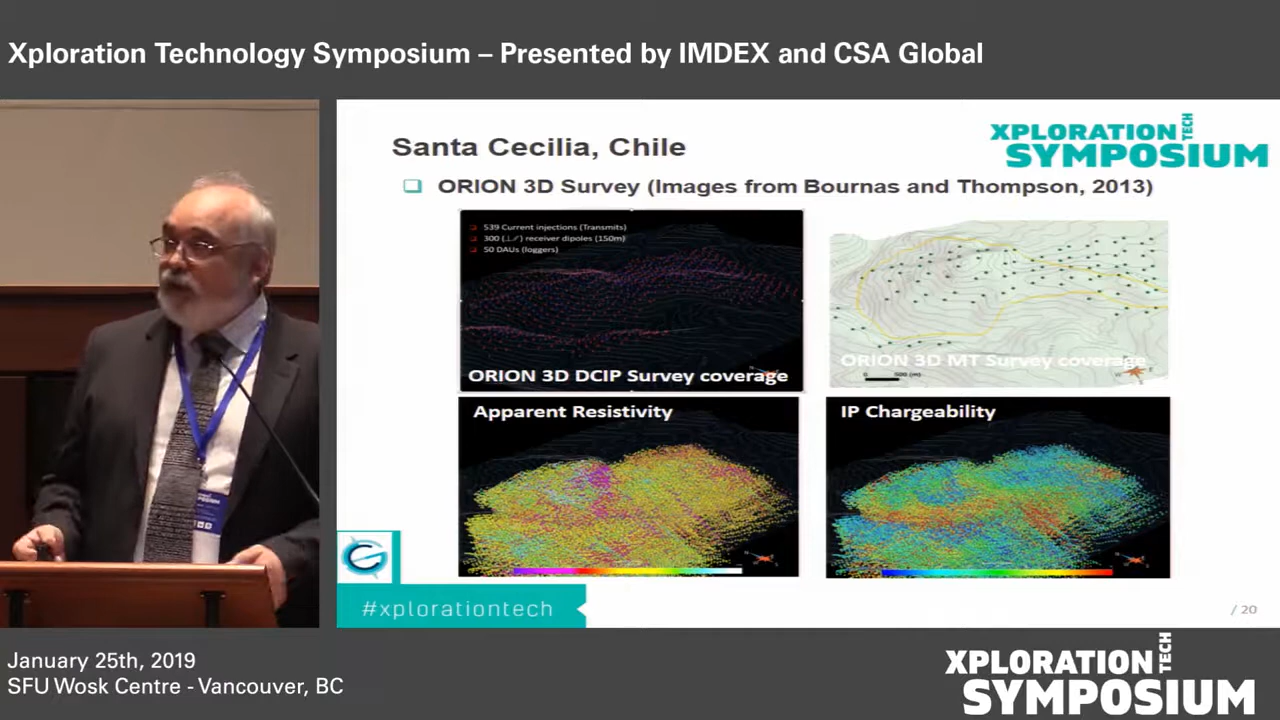 Xploration Technology Symposium – Presented by IMDEX and CSA Global
Santa Cecilia, Chile
XPLORATION TECH
SYMPOSIUM
❑ ORION 3D Survey (Images from Bournas and Thompson, 2013)
539 Current injections (Transmits)
300 receiver dipoles (150m)
50 DAUs (loggers)
ORION 3D DCIP Survey coverage
ORION 3D MT Survey coverage
0 500 (m)
Apparent Resistivity
IP Chargeability
#xplorationtech
/ 20
January 25th, 2019
SFU Wosk Centre - Vancouver, BC
XPLORATION TECH
SYMPOSIUM